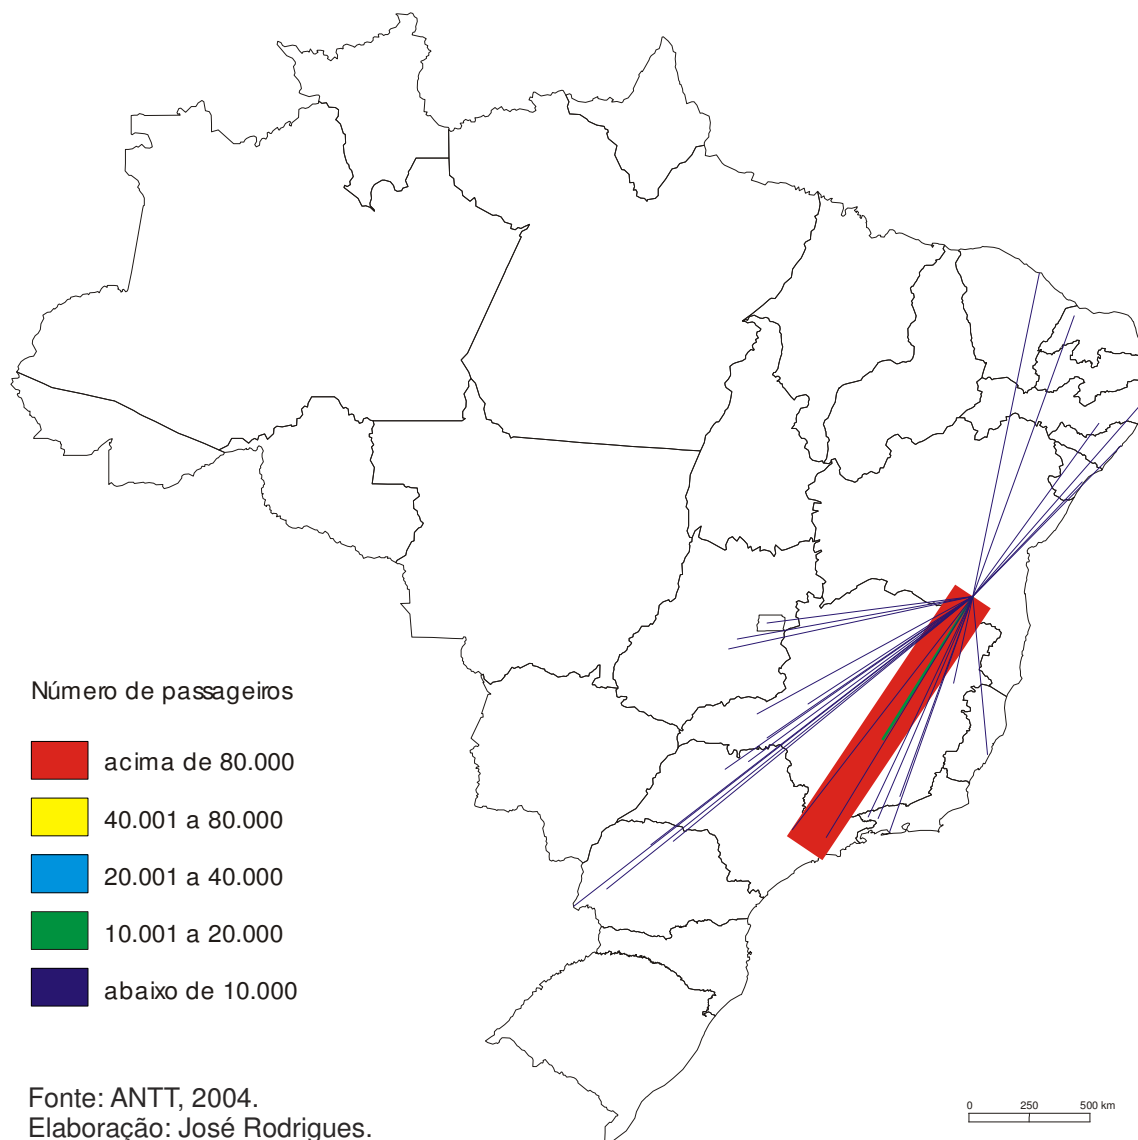 Número de passageiros
acima de 80.000
40.001 a 80.000
20.001 a 40.000
10.001 a 20.000
abaixo de 10.000
Fonte: ANTT, 2004.
Elaboração: José Rodrigues.
0 250 500 km